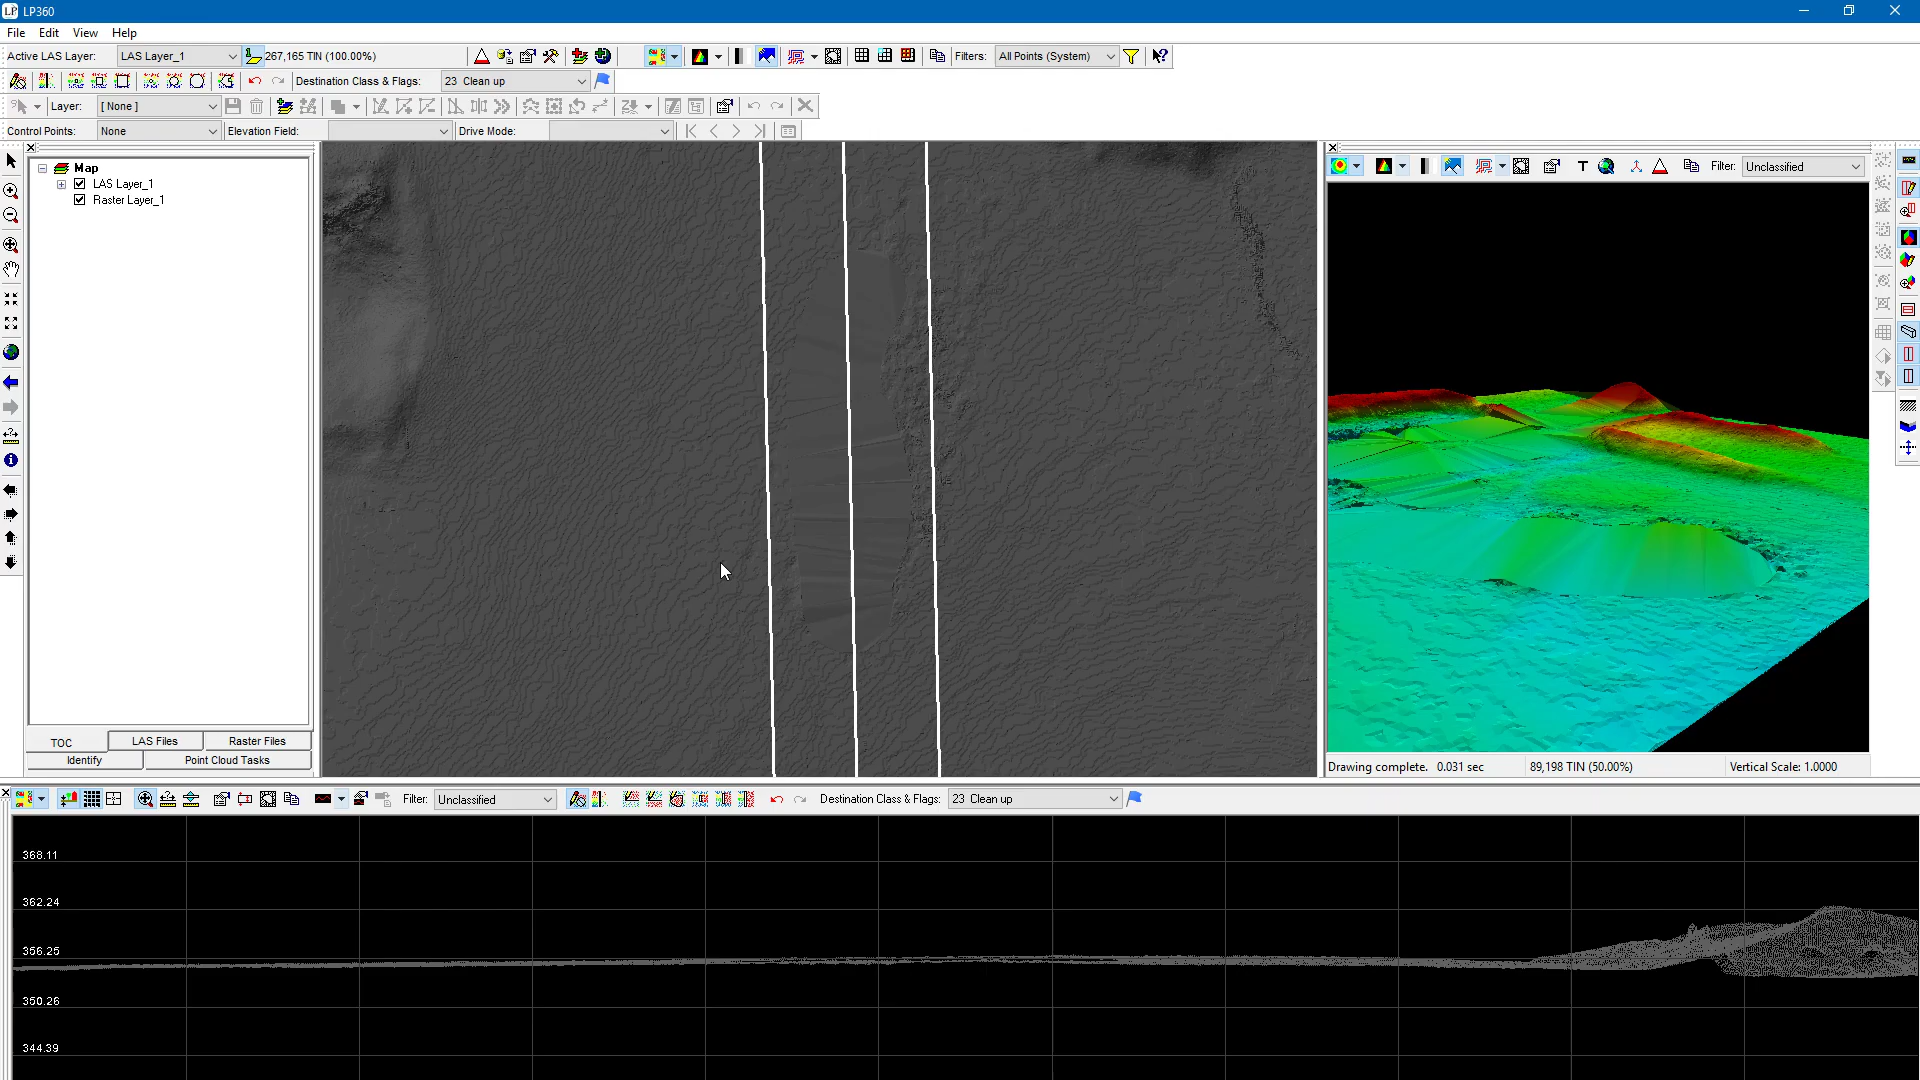 LP LP360
File Edit View Help
Active LAS Layer: LAS Layer_1 267,165 TIN (100.00%) Filters: All Points (System)
Destination Class & Flags: 23 Clean up
Layer: [ None ]
Control Points: None Elevation Field: Drive Mode:
Map
LAS Layer_1
Raster Layer_1
T Filter: Unclassified
TOC LAS Files Raster Files
Identify Point Cloud Tasks
Drawing complete. 0.031 sec 89,198 TIN (50.00%) Vertical Scale: 1.0000
Filter: Unclassified Destination Class & Flags: 23 Clean up
368.11
362.24
356.25
350.26
344.39